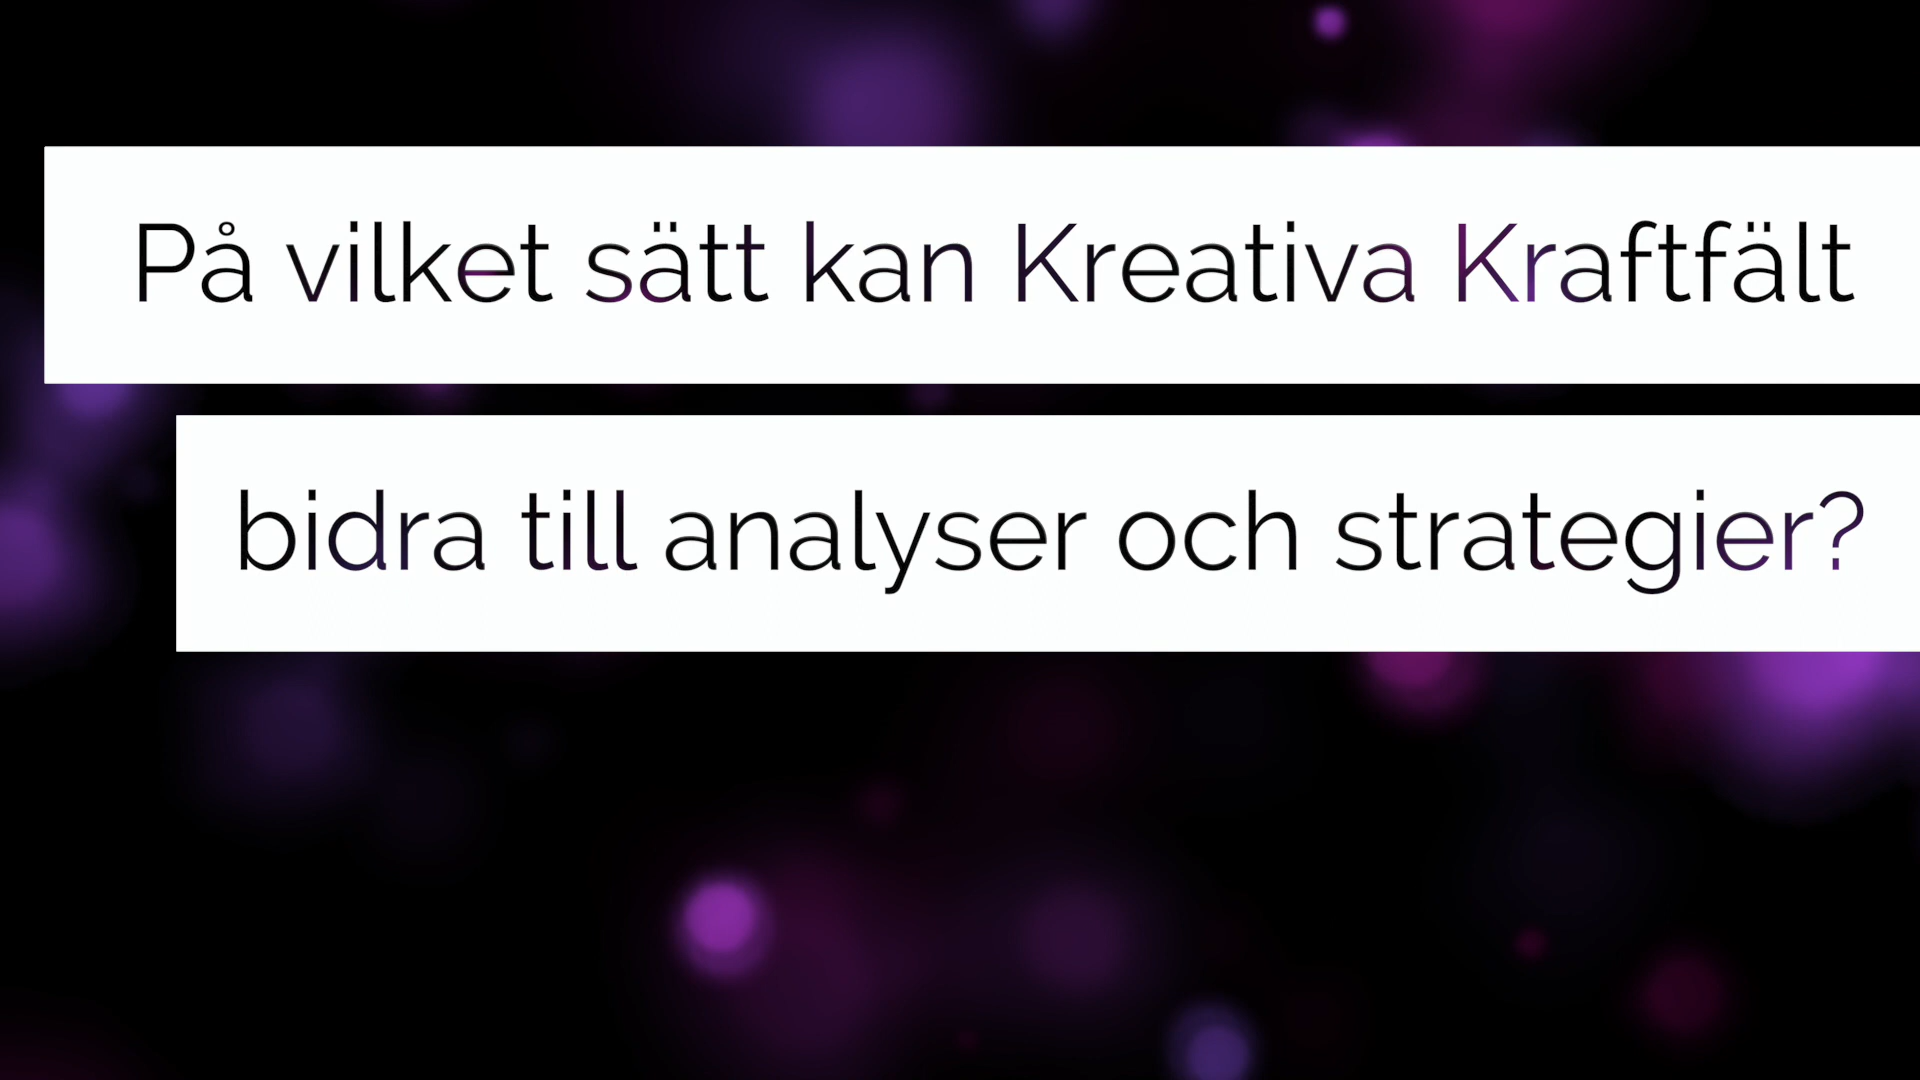 På vilket sätt kan Kreativa Kraftfält
bidra till analyser och strategier?